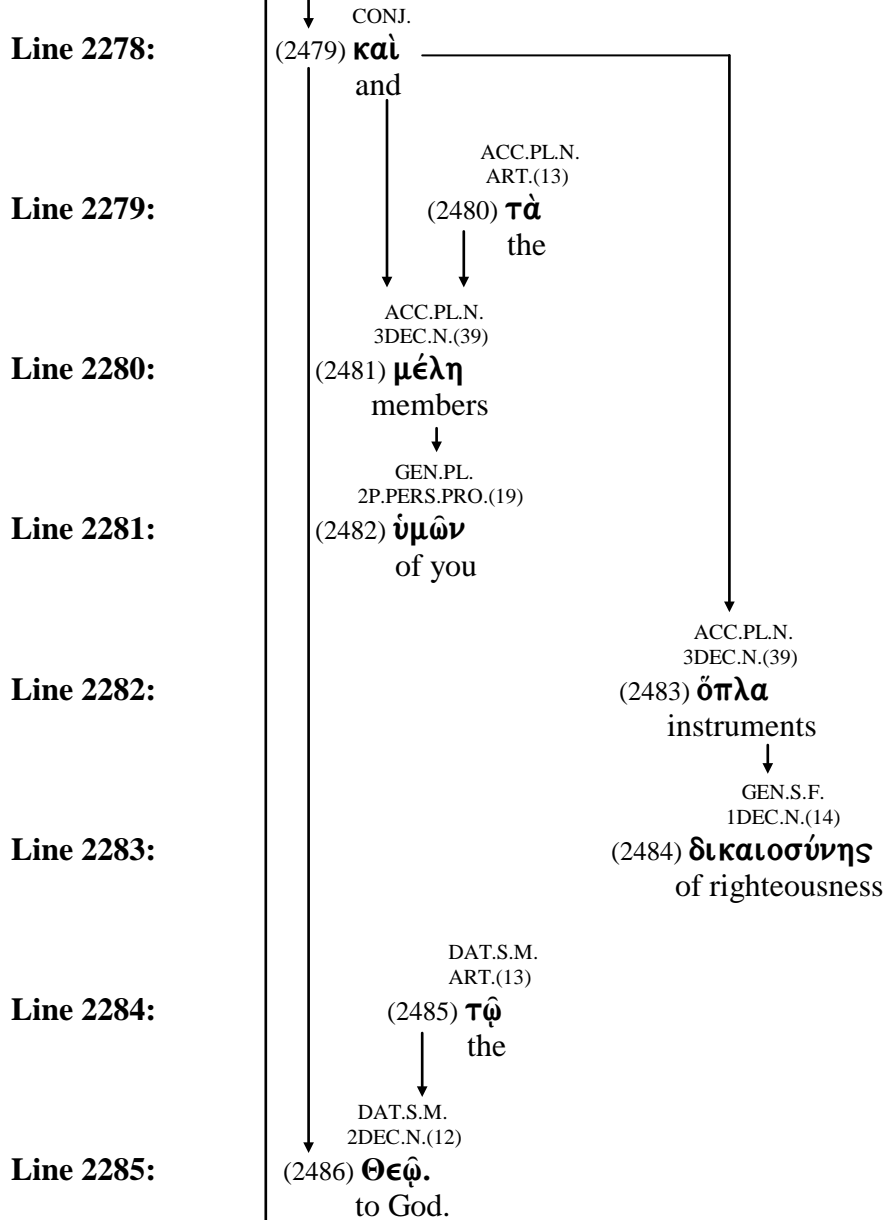 CONJ.
Line 2278: (2479) καὶ
and
ACC.PL.N.
ART.(13)
Line 2279: (2480) τὰ
the
ACC.PL.N.
3DEC.N.(39)
Line 2280: (2481) μέλη
members
GEN.PL.
2P.PERS.PRO.(19)
Line 2281: (2482) ὑμῶν
of you
ACC.PL.N.
3DEC.N.(39)
Line 2282: (2483) ὅπλα
instruments
GEN.S.F.
1DEC.N.(14)
Line 2283: (2484) δικαιοσύνης
of righteousness
DAT.S.M.
ART.(13)
Line 2284: (2485) τῷ
the
DAT.S.M.
2DEC.N.(12)
Line 2285: (2486) Θεῷ.
to God.